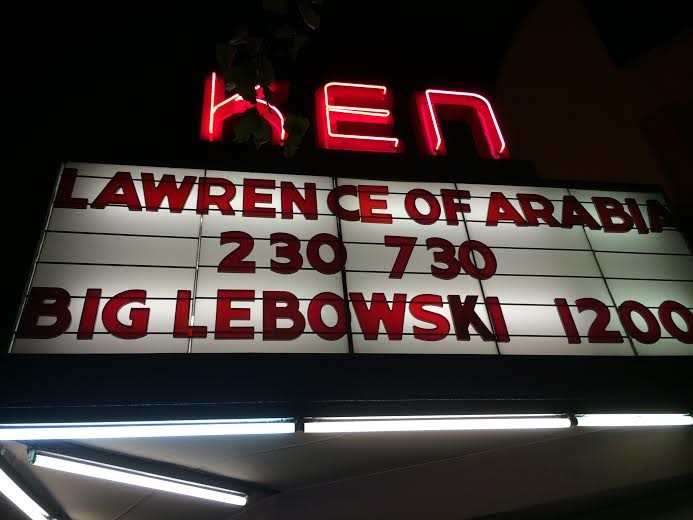 KEN
LAWRENCE OF ARABIA
230 730
BIG LEBOWSKI 1200